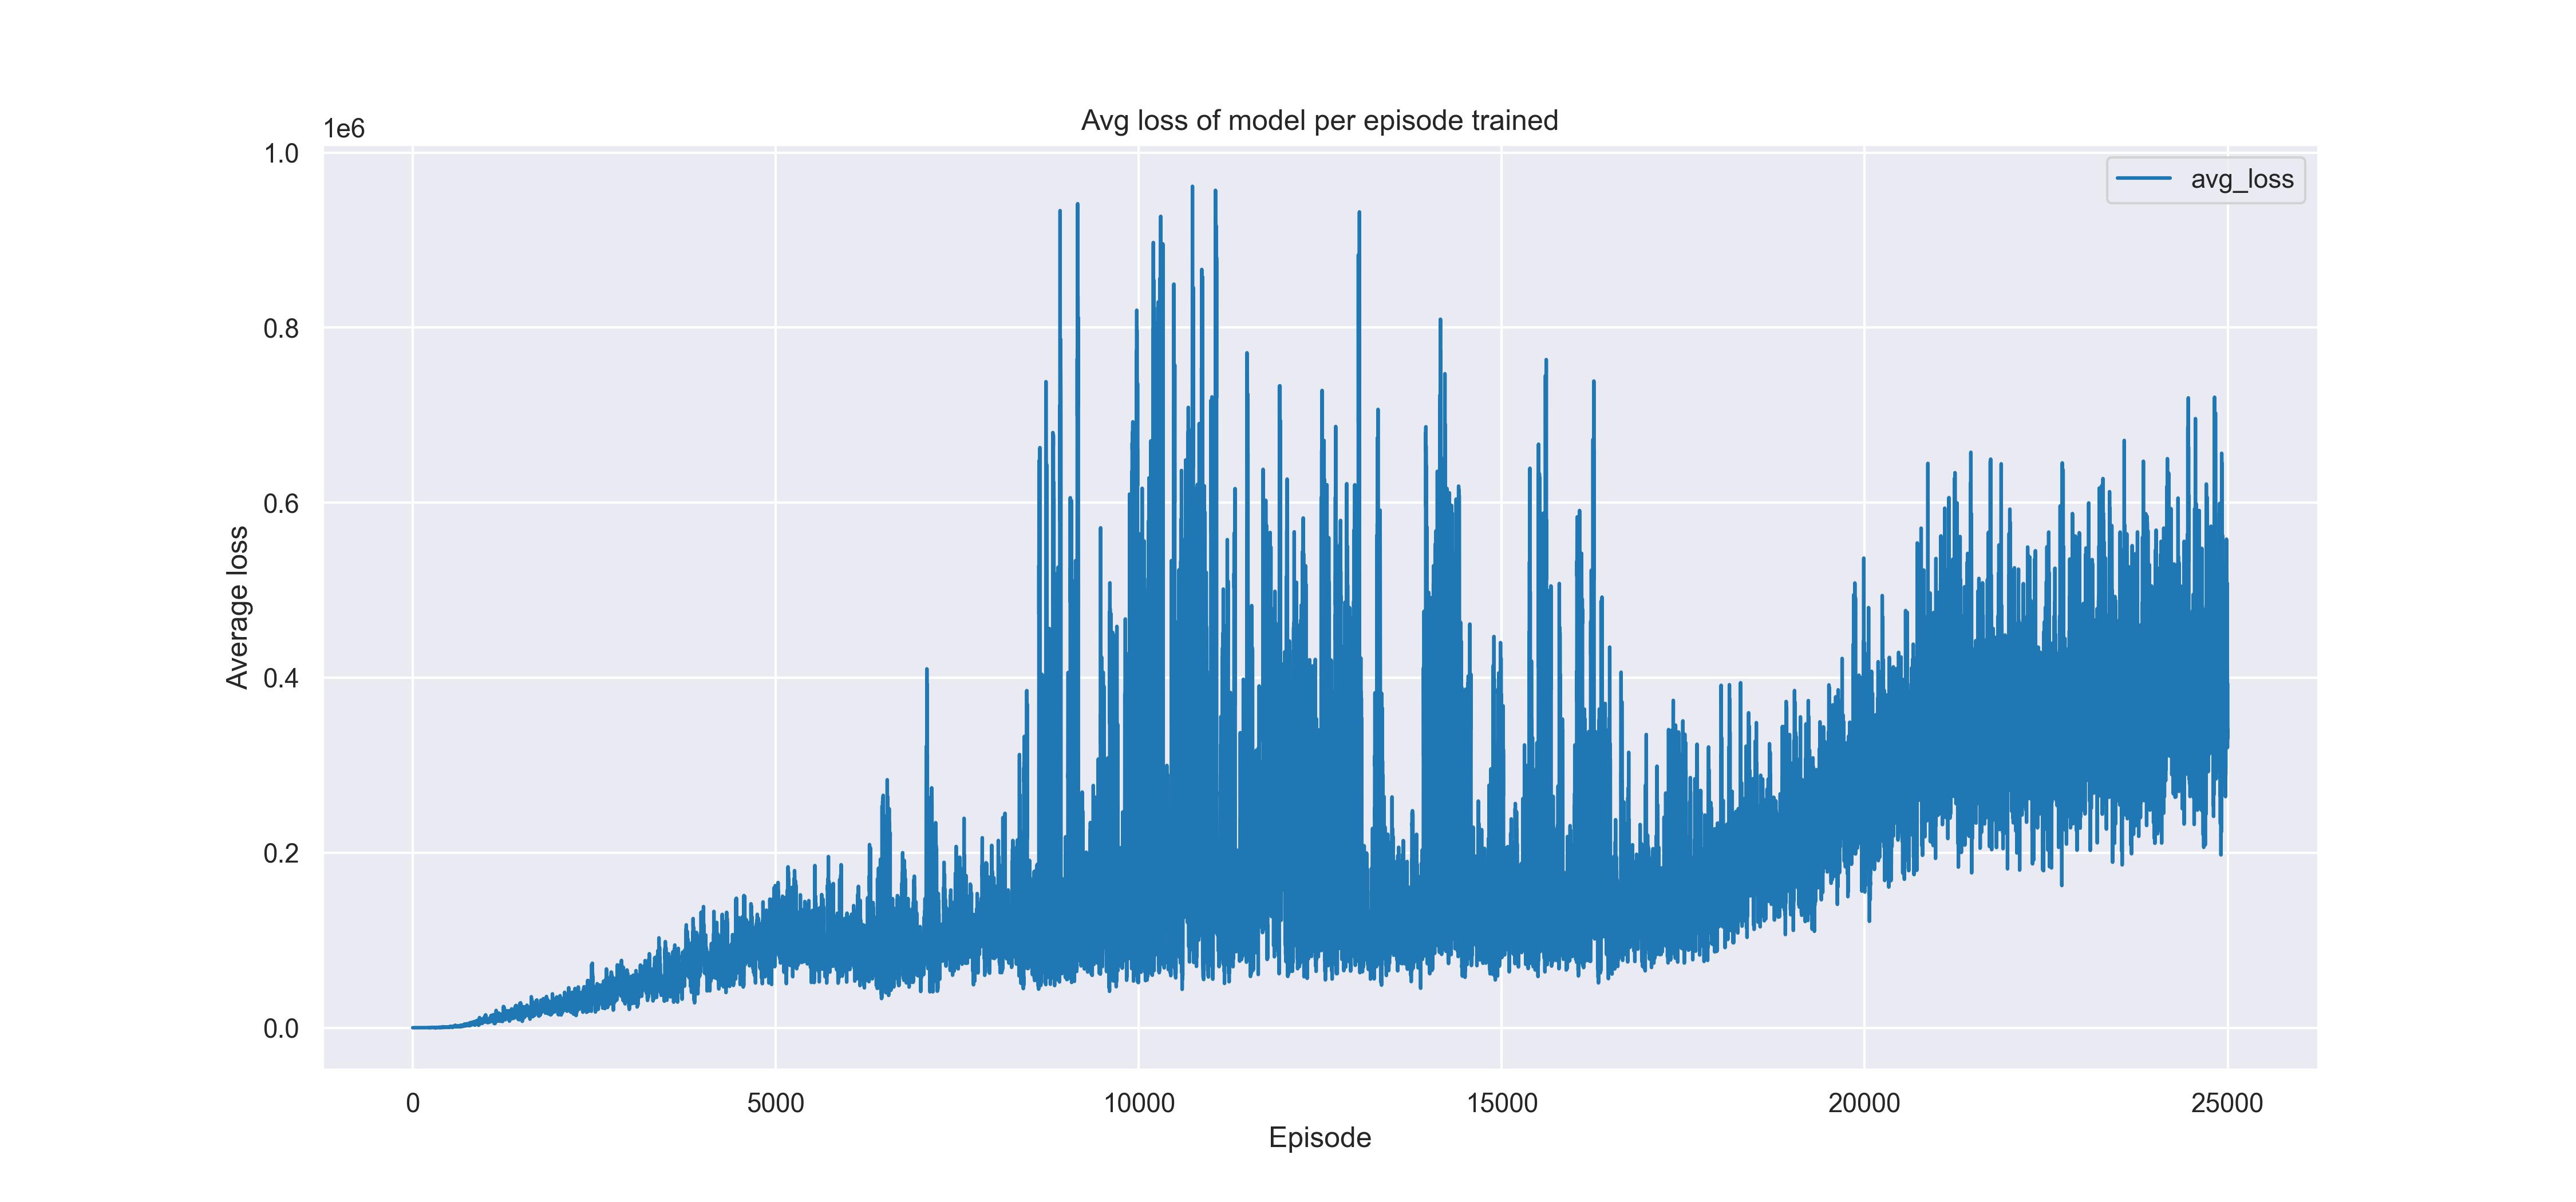 Avg loss of model per episode trained
1e6
avg_loss
1.0
0.8
0.6
0.4
0.2
0.0
Average loss
0 5000 10000 15000 20000 25000
Episode